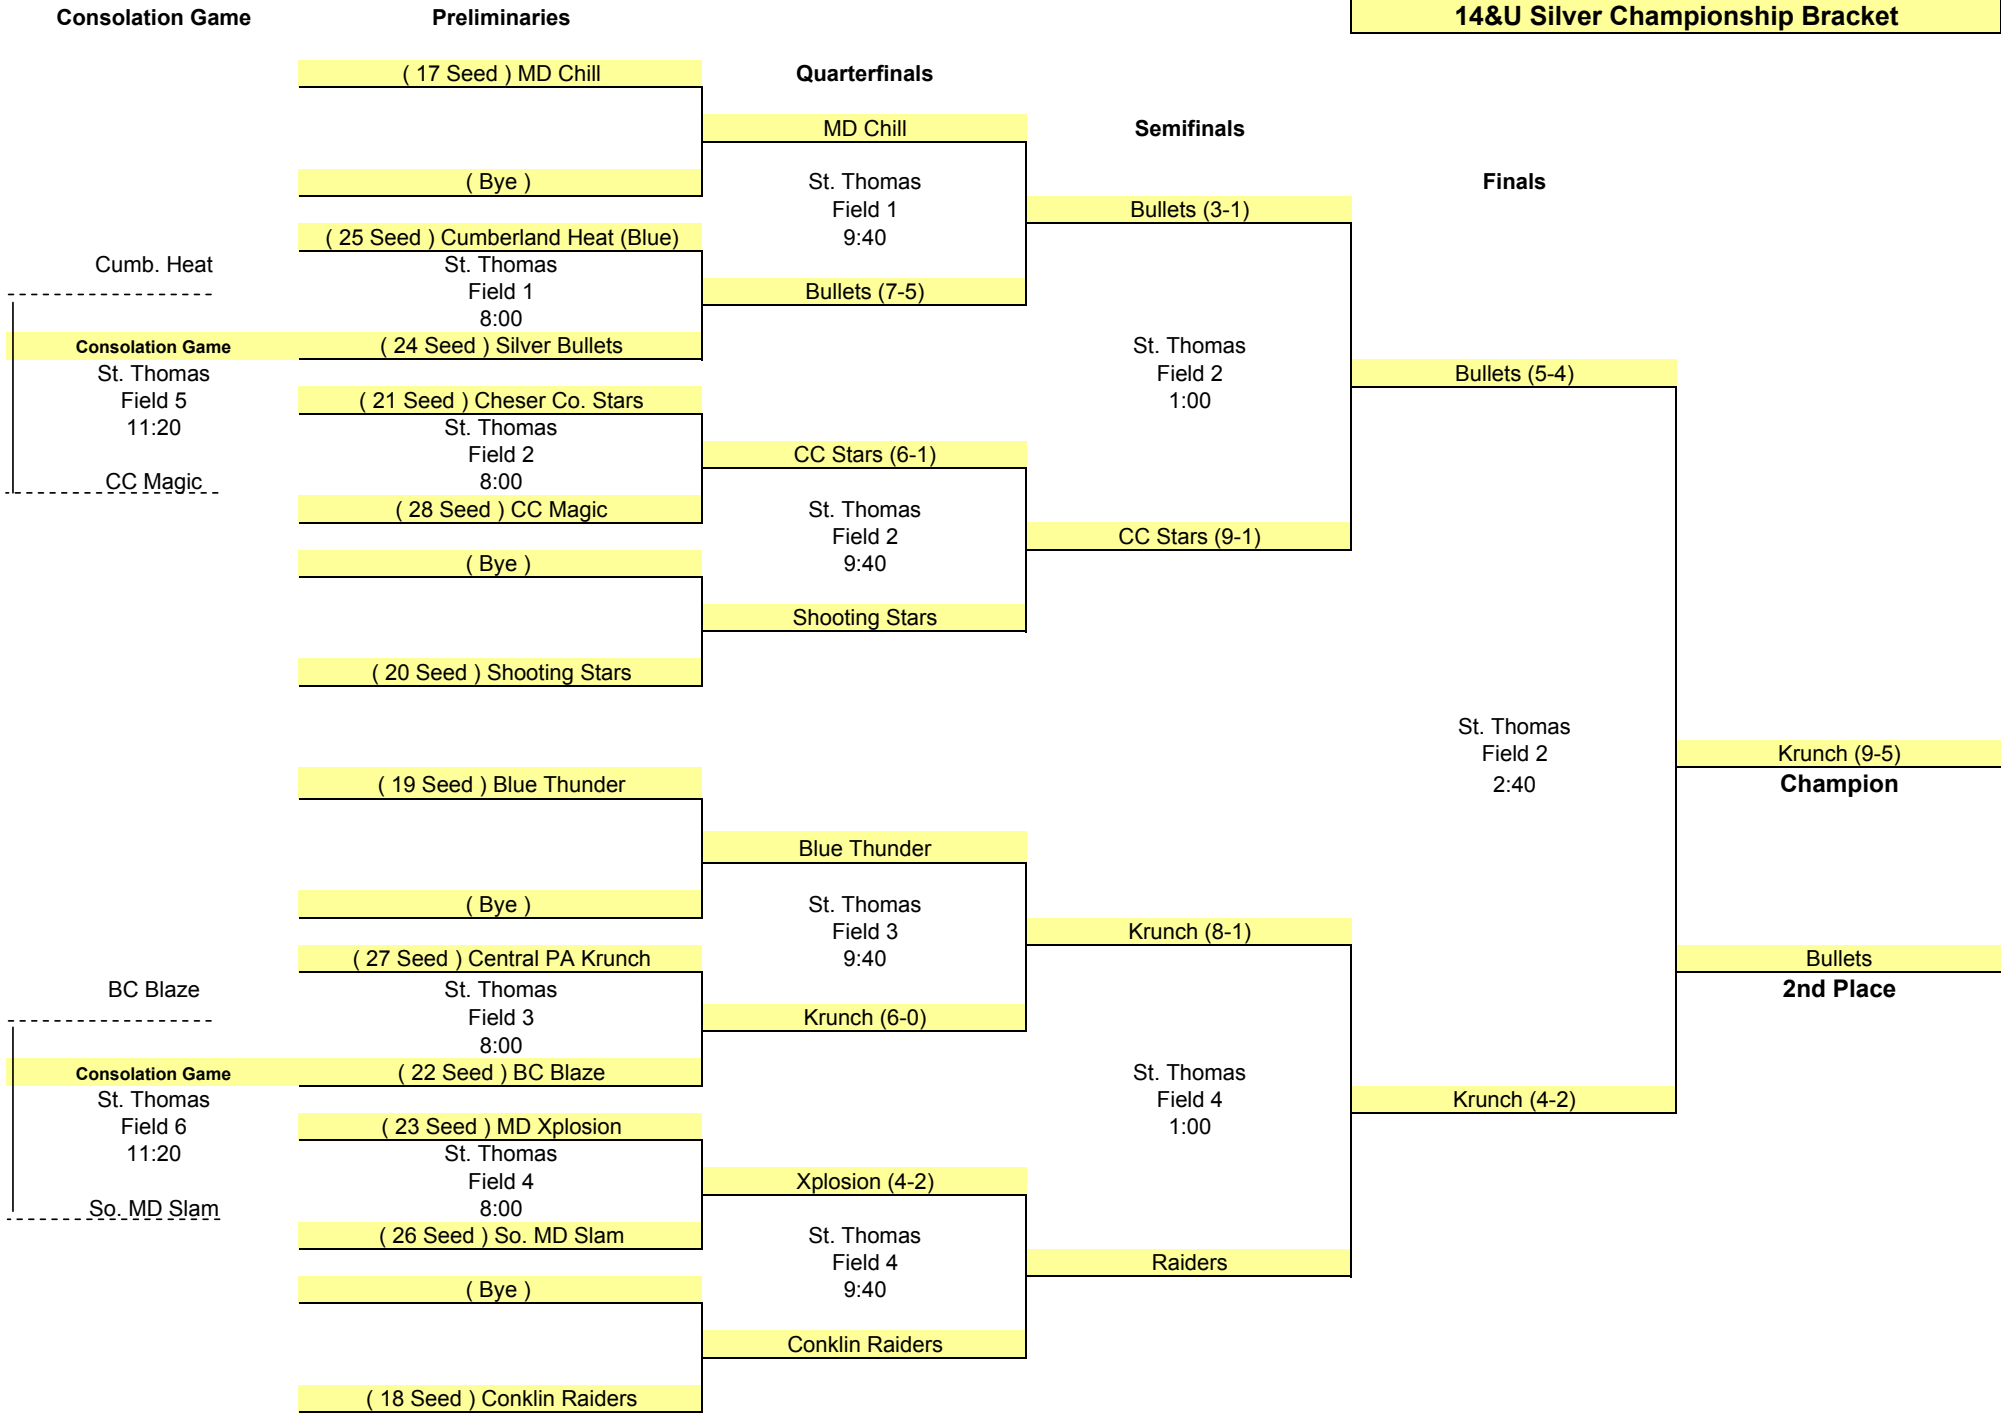 14&U Silver Championship Bracket
Consolation Game
Preliminaries
( 17 Seed ) MD Chill
Quarterfinals
MD Chill
Semifinals
( Bye )
St. Thomas
Field 1
9:40
Finals
Bullets (3-1)
( 25 Seed ) Cumberland Heat (Blue)
Cumb. Heat
St. Thomas
Field 1
8:00
Bullets (7-5)
Consolation Game
( 24 Seed ) Silver Bullets
St. Thomas
Field 5
11:20
St. Thomas
Field 2
1:00
Bullets (5-4)
( 21 Seed ) Cheser Co. Stars
St. Thomas
Field 2
8:00
CC Stars (6-1)
CC Magic
( 28 Seed ) CC Magic
St. Thomas
Field 2
9:40
CC Stars (9-1)
( Bye )
Shooting Stars
( 20 Seed ) Shooting Stars
St. Thomas
Field 2
2:40
Krunch (9-5)
Champion
( 19 Seed ) Blue Thunder
Blue Thunder
( Bye )
St. Thomas
Field 3
9:40
Krunch (8-1)
( 27 Seed ) Central PA Krunch
Bullets
2nd Place
BC Blaze
St. Thomas
Field 3
8:00
Krunch (6-0)
Consolation Game
( 22 Seed ) BC Blaze
St. Thomas
Field 6
11:20
St. Thomas
Field 4
1:00
Krunch (4-2)
( 23 Seed ) MD Xplosion
St. Thomas
Field 4
8:00
Xplosion (4-2)
So. MD Slam
( 26 Seed ) So. MD Slam
St. Thomas
Field 4
9:40
Raiders
( Bye )
Conklin Raiders
( 18 Seed ) Conklin Raiders